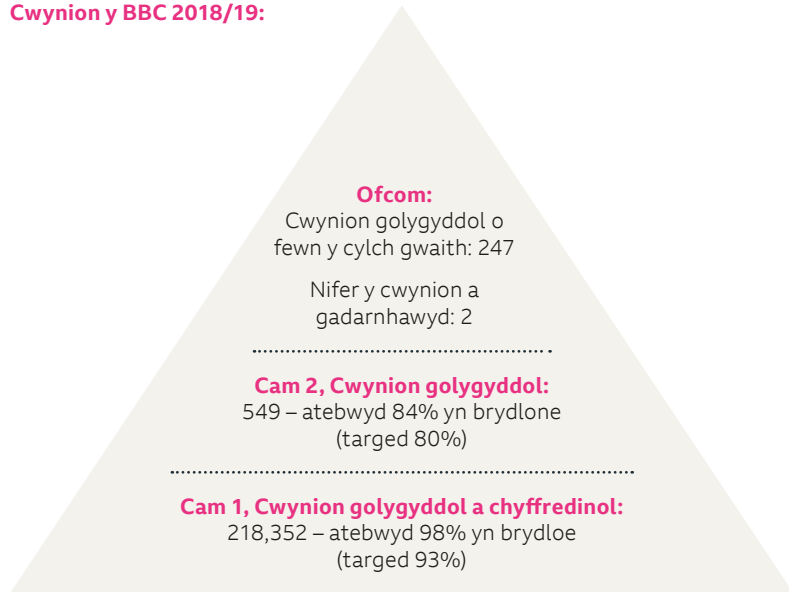 Cwynion y BBC 2018/19:
Ofcom:
Cwynion golygyddol o
fewn y cylch gwaith: 247
Nifer y cwynion a
gadarnhawyd: 2
Cam 2, Cwynion golygyddol:
549 – atebwyd 84% yn brydlone
(targed 80%)
Cam 1, Cwynion golygyddol a chyffredinol:
218,352 – atebwyd 98% yn brydloe
(targed 93%)